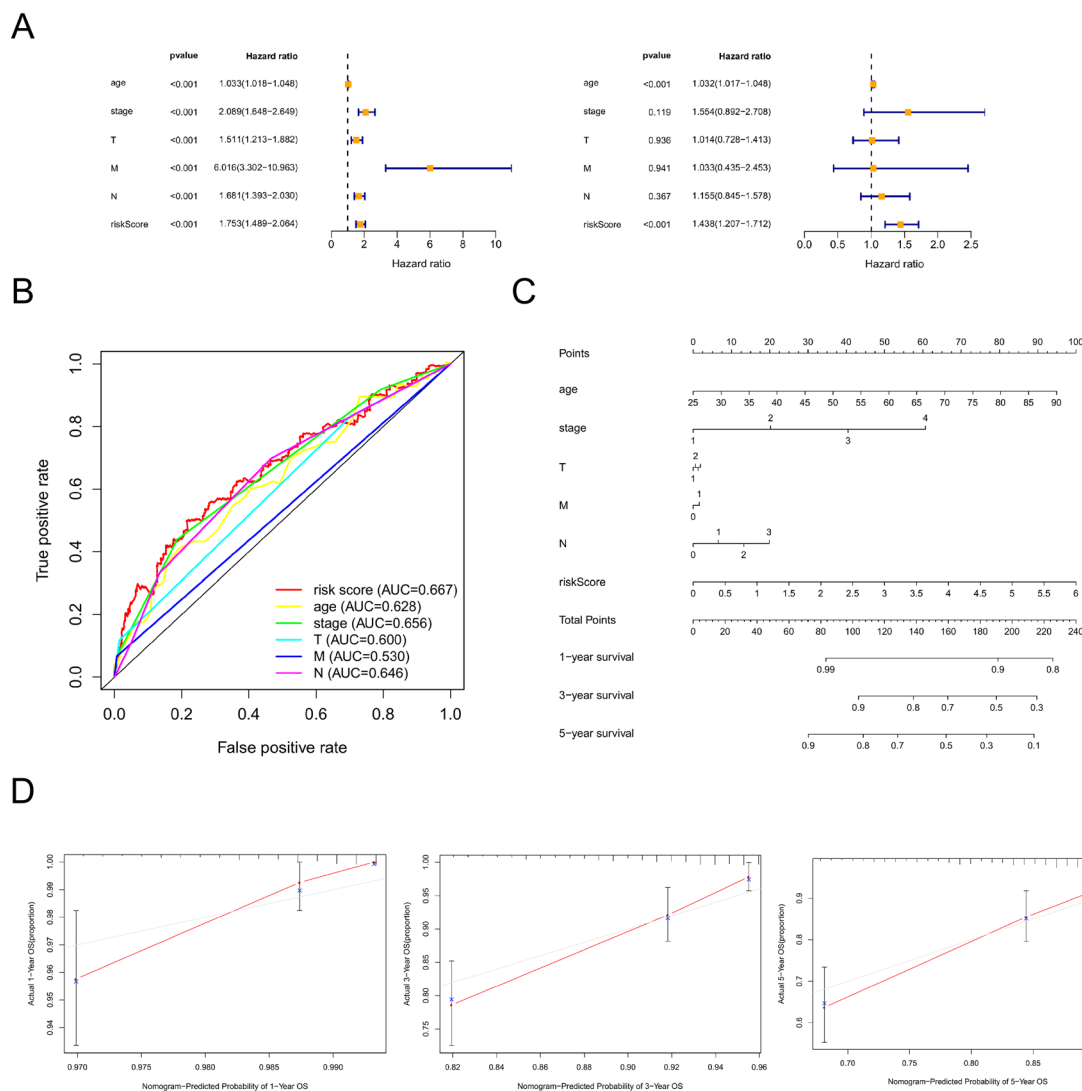 A
pvalue Hazard ratio
age <0.001 1.033(1.018−1.048)
stage <0.001 2.089(1.648−2.649)
T <0.001 1.511(1.213−1.882)
M <0.001 6.016(3.302−10.963)
N <0.001 1.681(1.393−2.030)
riskScore <0.001 1.753(1.489−2.064)
0 2 4 6 8 10
Hazard ratio
pvalue Hazard ratio
age <0.001 1.032(1.017−1.048)
stage 0.119 1.554(0.892−2.708)
T 0.936 1.014(0.728−1.413)
M 0.941 1.033(0.435−2.453)
N 0.367 1.155(0.845−1.578)
riskScore <0.001 1.438(1.207−1.712)
0.0 0.5 1.0 1.5 2.0 2.5
Hazard ratio
B
True positive rate
1.0
0.8
0.6
0.4
0.2
0.0
risk score (AUC=0.667)
age (AUC=0.628)
stage (AUC=0.656)
T (AUC=0.600)
M (AUC=0.530)
N (AUC=0.646)
0.0 0.2 0.4 0.6 0.8 1.0
False positive rate
C
Points
0 10 20 30 40 50 60 70 80 90 100
age
25 30 35 40 45 50 55 60 65 70 75 80 85 90
2 4
stage
1 3
2
T
1
1
M
0
1 3
N
0 2
riskScore
0 0.5 1 1.5 2 2.5 3 3.5 4 4.5 5 5.5 6
Total Points
0 20 40 60 80 100 120 140 160 180 200 220 240
1−year survival
0.99 0.9 0.8
3−year survival
0.9 0.8 0.7 0.5 0.3
5−year survival
0.9 0.8 0.7 0.5 0.3 0.1
D
Actual 1−Year OS(proportion)
1.00
0.99
0.98
0.97
0.96
0.95
0.94
0.970 0.975 0.980 0.985 0.990
Nomogram−Predicted Probability of 1−Year OS
Actual 3−Year OS(proportion)
1.00
0.95
0.90
0.85
0.80
0.75
0.82 0.84 0.86 0.88 0.90 0.92 0.94 0.96
Nomogram−Predicted Probability of 3−Year OS
Actual 5−Year OS(proportion)
0.9
0.8
0.7
0.6
0.70 0.75 0.80 0.85
Nomogram−Predicted Probability of 5−Year OS